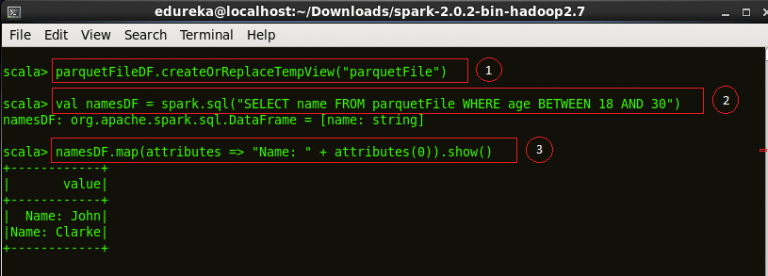 edureka@localhost:~/Downloads/spark-2.0.2-bin-hadoop2.7
File Edit View Search Terminal Help
scala> parquetFileDF.createOrReplaceTempView("parquetFile") 1
scala> val namesDF = spark.sql("SELECT name FROM parquetFile WHERE age BETWEEN 18 AND 30") 2
namesDF: org.apache.spark.sql.DataFrame = [name: string]
scala> namesDF.map(attributes => "Name: " + attributes(0)).show() 3
+------------+
|       value|
+------------+
|  Name: John|
|Name: Clarke|
+------------+